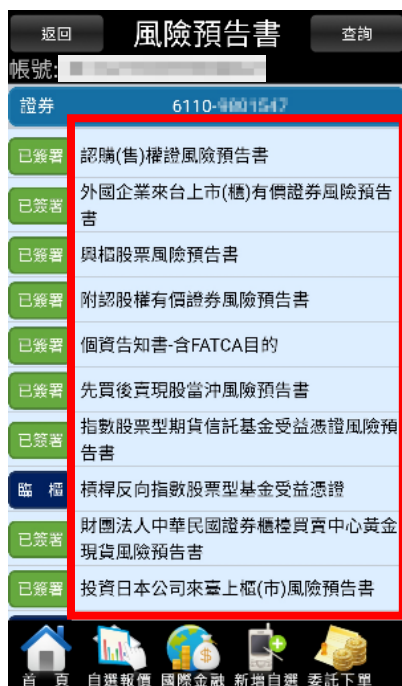 返回 風險預告書 查詢
帳號:
證券 6110-
已簽署 認購(售)權證風險預告書
已簽署 外國企業來台上市(櫃)有價證券風險預告
書
已簽署 興櫃股票風險預告書
已簽署 附認股權有價證券風險預告書
已簽署 個資告知書-含FATCA目的
已簽署 先買後賣現股當沖風險預告書
已簽署 指數股票型期貨信託基金受益憑證風險預
告書
臨 櫃 槓桿反向指數股票型基金受益憑證
已簽署 財團法人中華民國證券櫃檯買賣中心黃金
現貨風險預告書
已簽署 投資日本公司來臺上櫃(市)風險預告書
首 頁 自選報價 國際金融 新增自選 委託下單